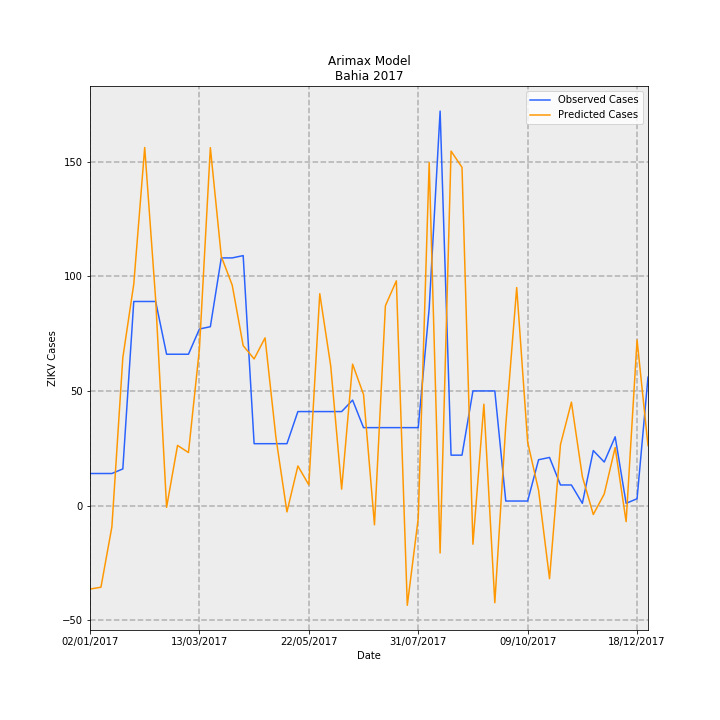 Arimax Model
Bahia 2017
Observed Cases
Predicted Cases
150
100
50
0
−50
ZIKV Cases
02/01/2017 13/03/2017 22/05/2017 31/07/2017 09/10/2017 18/12/2017
Date